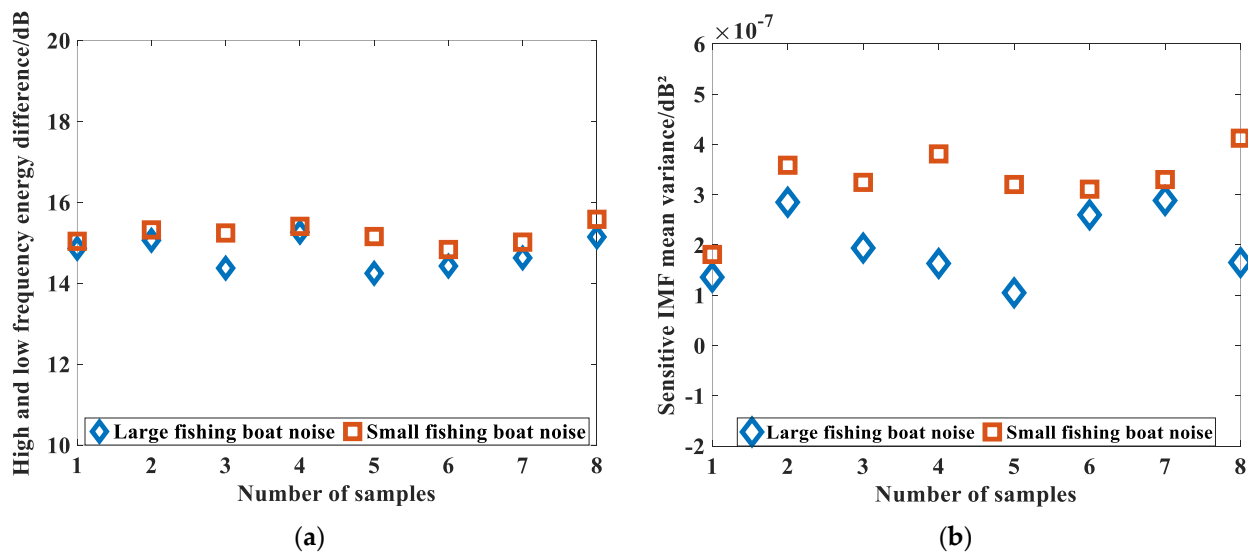 High and low frequency energy difference/dB
20
18
16
14
12
10
1 2 3 4 5 6 7 8
Large fishing boat noise Small fishing boat noise
Number of samples
(a)
×10⁻⁷
Sensitive IMF mean variance/dB²
6
5
4
3
2
1
0
-1
-2
1 2 3 4 5 6 7 8
Large fishing boat noise Small fishing boat noise
Number of samples
(b)